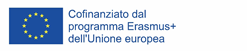 Cofinanziato dal
programma Erasmus+
dell'Unione europea